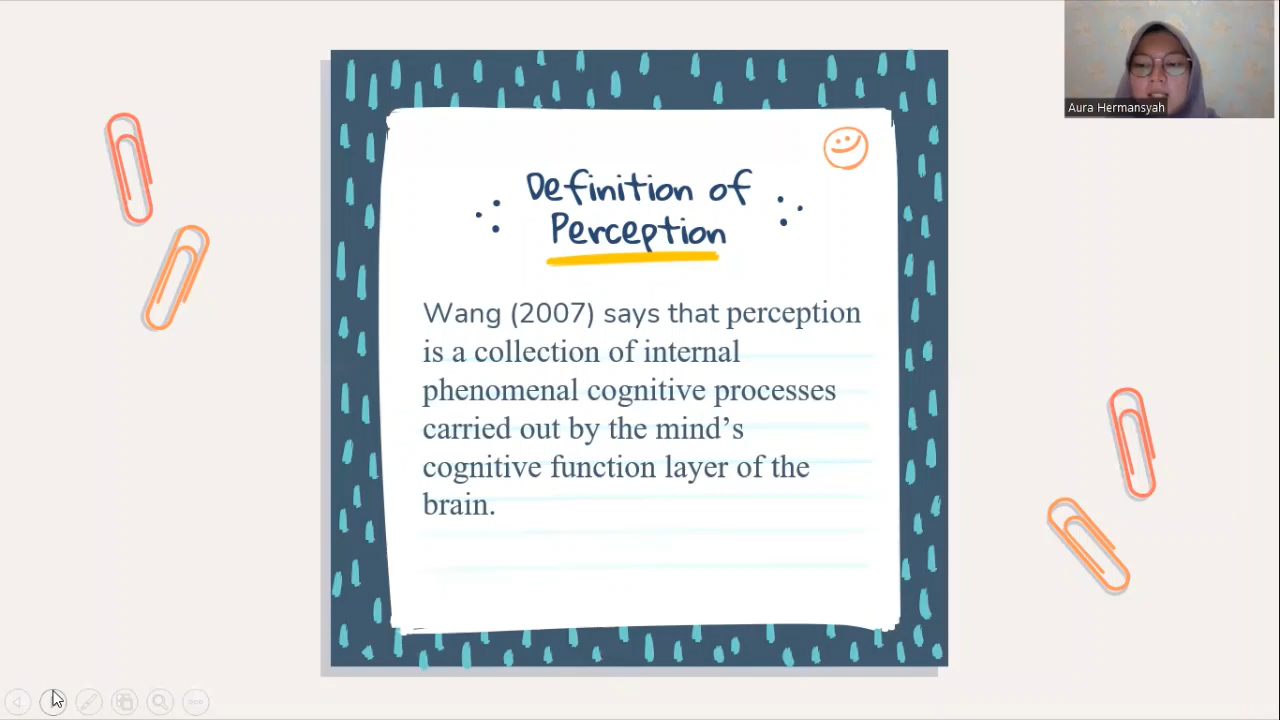 Aura Hermansyah
Definition of
Perception
Wang (2007) says that perception
is a collection of internal
phenomenal cognitive processes
carried out by the mind’s
cognitive function layer of the
brain.